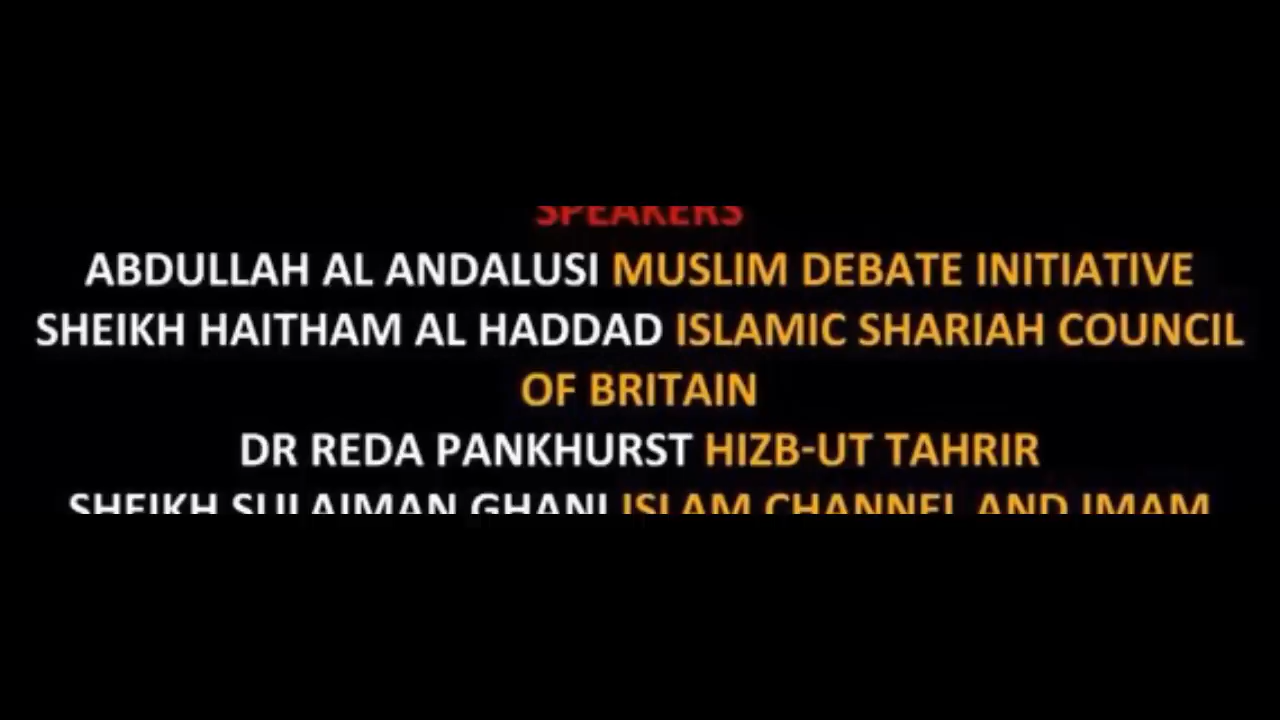 SPEAKERS
ABDULLAH AL ANDALUSI MUSLIM DEBATE INITIATIVE
SHEIKH HAITHAM AL HADDAD ISLAMIC SHARIAH COUNCIL
OF BRITAIN
DR REDA PANKHURST HIZB-UT TAHRIR
SHEIKH SULAIMAN GHANI ISLAM CHANNEL AND IMAM